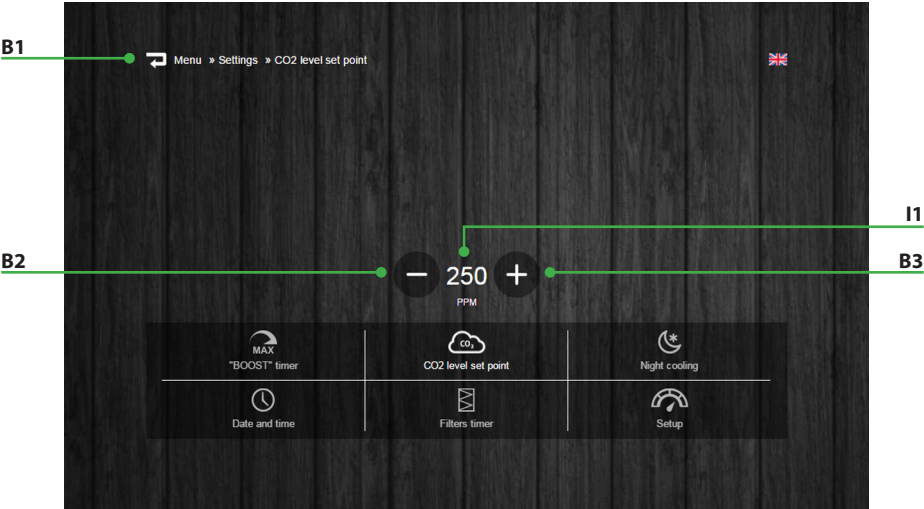 B1
Menu » Settings » CO2 level set point
I1
B2
B3
250
PPM
MAX
"BOOST" timer
CO₂
CO2 level set point
Night cooling
Date and time
Filters timer
Setup